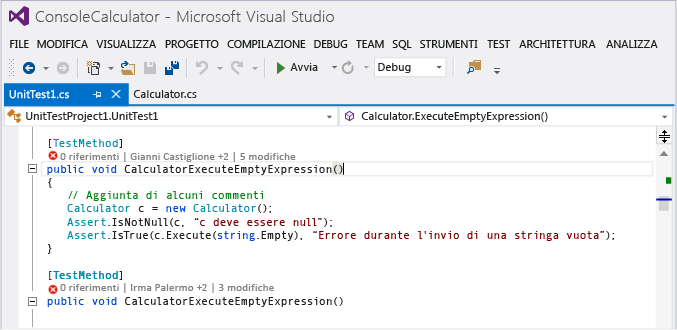 ConsoleCalculator - Microsoft Visual Studio
FILE MODIFICA VISUALIZZA PROGETTO COMPILAZIONE DEBUG TEAM SQL STRUMENTI TEST ARCHITETTURA ANALIZZA
Avvia Debug
UnitTest1.cs Calculator.cs
UnitTestProject1.UnitTest1 Calculator.ExecuteEmptyExpression()
[TestMethod]
0 riferimenti | Gianni Castiglione +2 | 5 modifiche
public void CalculatorExecuteEmptyExpression()
{
// Aggiunta di alcuni commenti
Calculator c = new Calculator();
Assert.IsNotNull(c, “c deve essere null”);
Assert.IsTrue(c.Execute(string.Empty), “Errore durante l'invio di una stringa vuota”);
}
[TestMethod]
0 riferimenti | Irma Palermo +2 | 3 modifiche
public void CalculatorExecuteEmptyExpression()